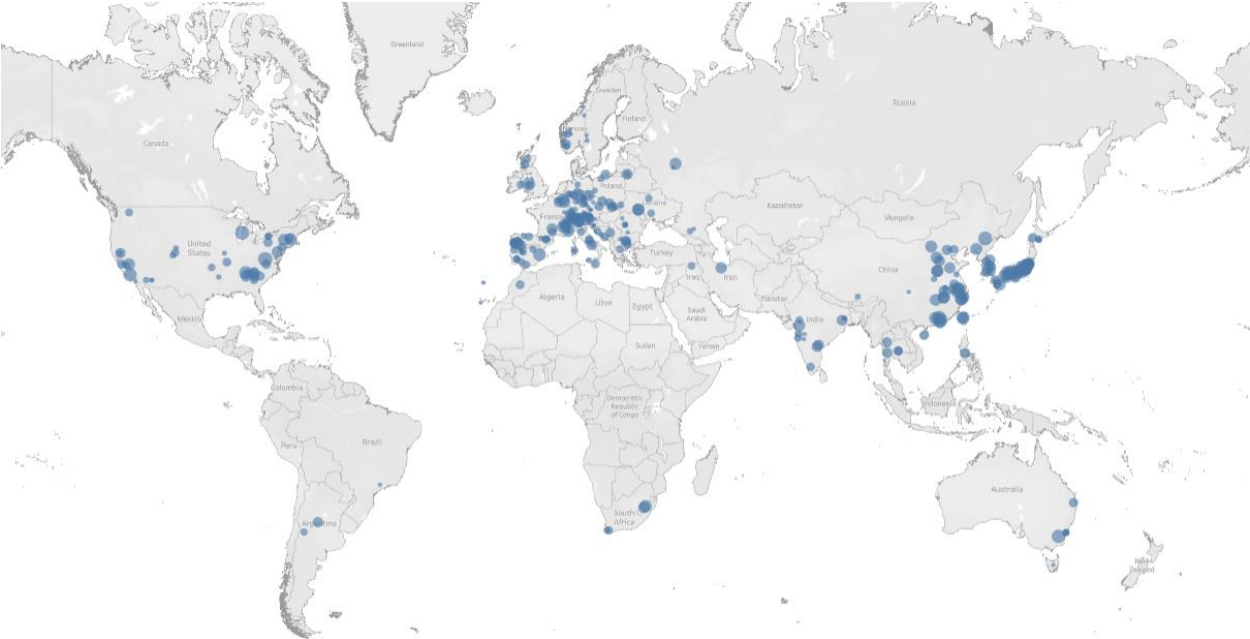 Greenland
Sweden
Finland
Russia
Canada
Poland
Ukraine
Kazakhstan
Mongolia
France
United
States
Turkey
China
Iraq
Iran
Algeria
Libya
Egypt
Pakistan
Mexico
Saudi
Arabia
India
Sudan
Yemen
Colombia
Democratic
Republic
of Congo
Indonesia
Peru
Brazil
Australia
South
Africa
Argentina
New
Zealand